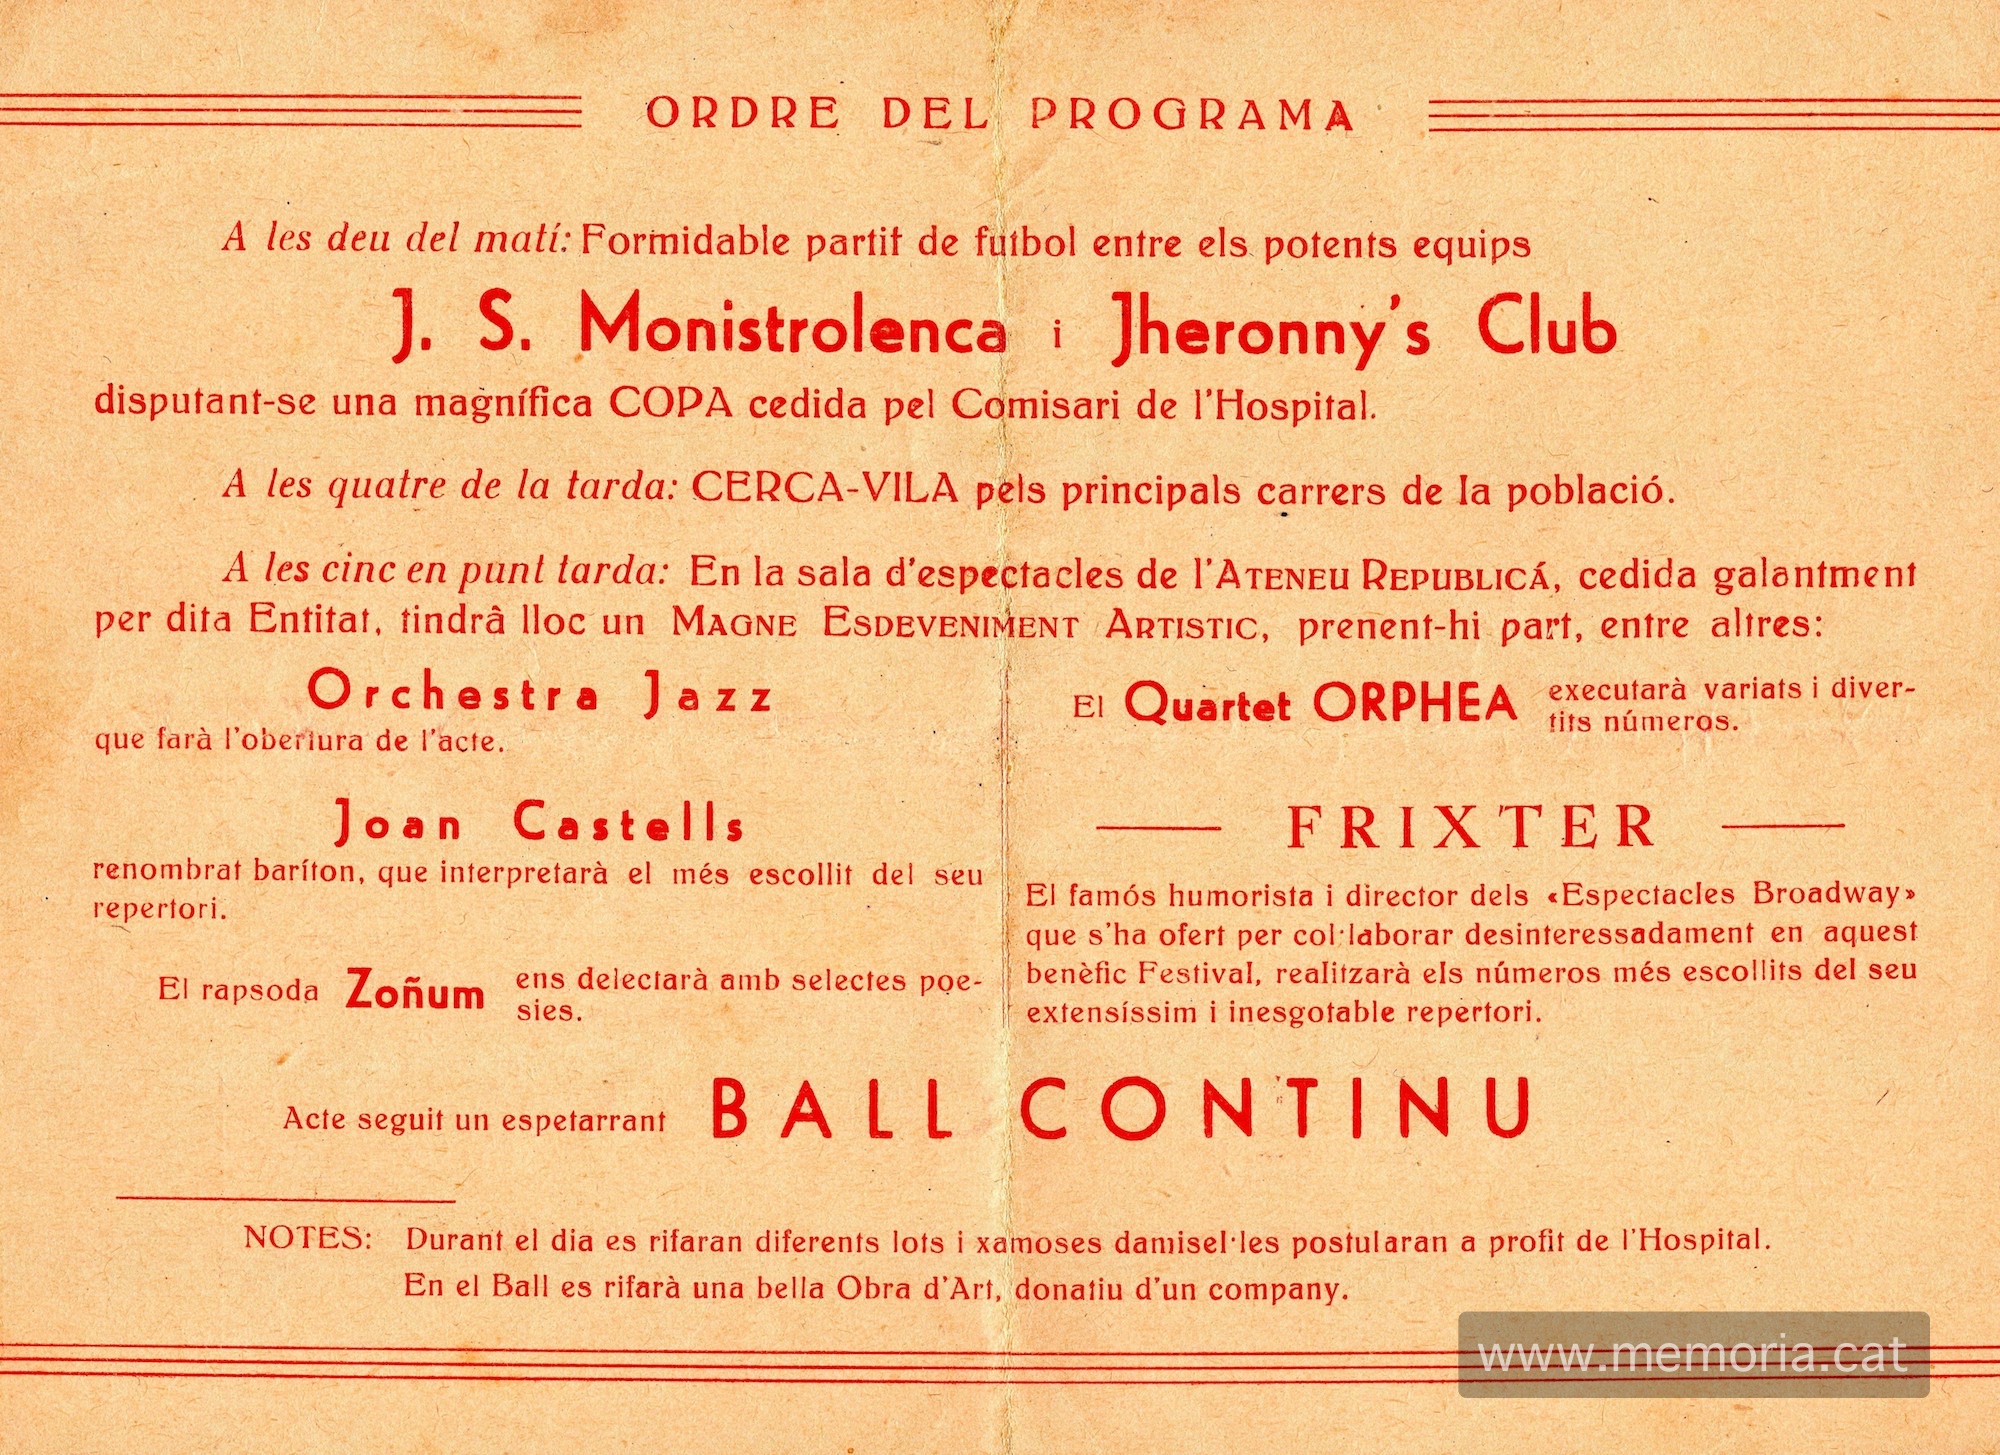 ORDRE DEL PROGRAMA
A les deu del matí: Formidable partit de futbol entre els potents equips
J. S. Monistrolenca i Jheronny's Club
disputant-se una magnífica COPA cedida pel Comisari de l'Hospital.
A les quatre de la tarda: CERCA-VILA pels principals carrers de la població.
A les cinc en punt tarda: En la sala d'espectacles de l'ATENEU REPUBLICÁ, cedida galantment
per dita Entitat, tindrà lloc un MAGNE ESDEVENIMENT ARTISTIC, prenent-hi part, entre altres:
Orchestra Jazz
que farà l'obertura de l'acte.
Joan Castells
renombrat baríton, que interpretarà el més escollit del seu
repertori.
El rapsoda Zoñum ens delectarà amb selectes poe-
sies.
El Quartet ORPHEA executarà variats i diver-
tits números.
FRIXTER
El famós humorista i director dels «Espectacles Broadway»
que s'ha ofert per col·laborar desinteressadament en aquest
benèfic Festival, realitzarà els números més escollits del seu
extensíssim i inesgotable repertori.
Acte seguit un espetarrant BALL CONTINU
NOTES: Durant el dia es rifaran diferents lots i xamoses damisel·les postularan a profit de l'Hospital.
En el Ball es rifarà una bella Obra d'Art, donatiu d'un company.
www.memoria.cat